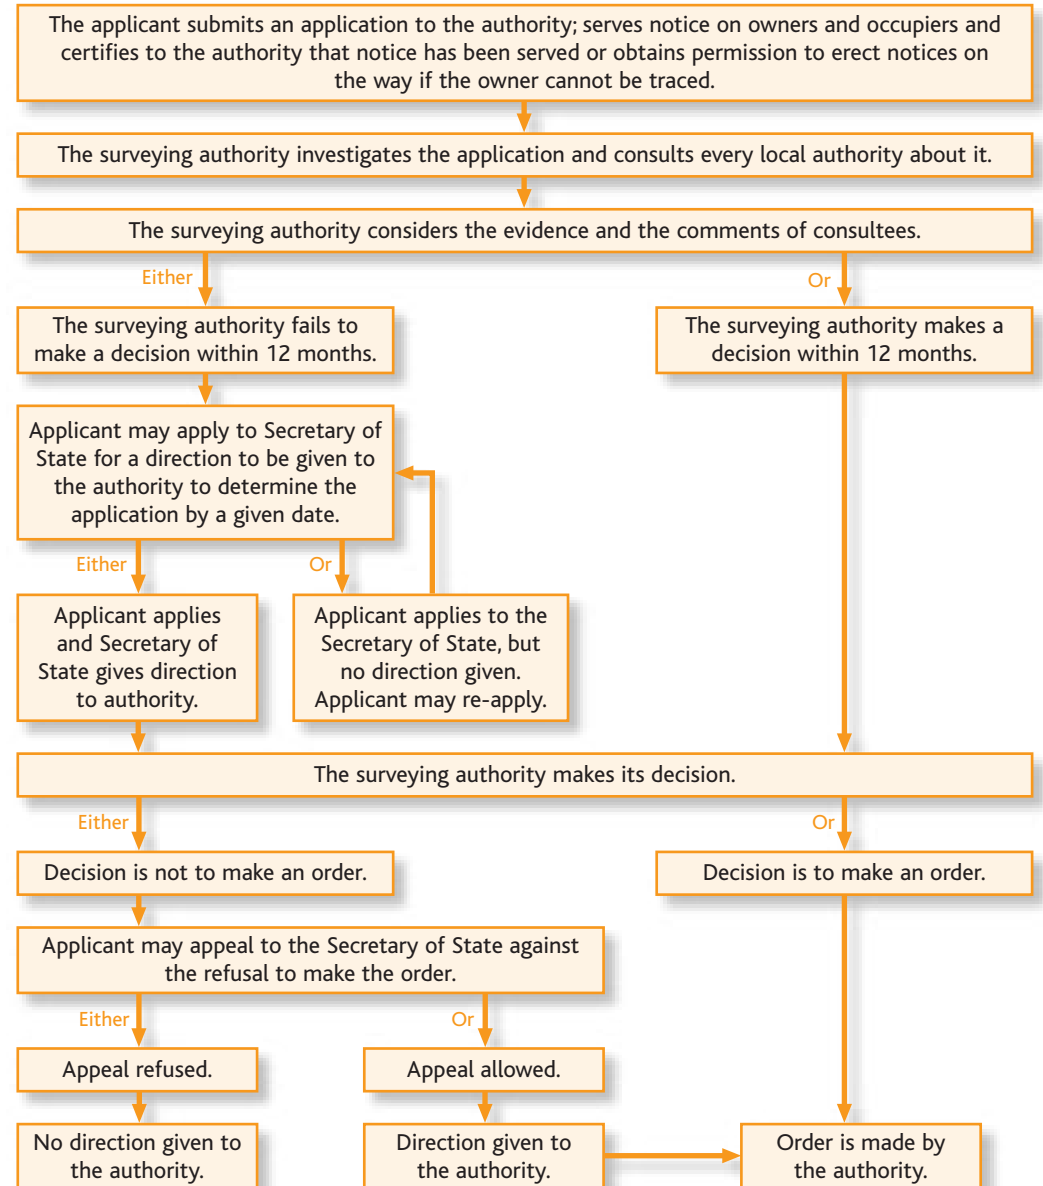 The applicant submits an application to the authority; serves notice on owners and occupiers and
certifies to the authority that notice has been served or obtains permission to erect notices on
the way if the owner cannot be traced.
The surveying authority investigates the application and consults every local authority about it.
The surveying authority considers the evidence and the comments of consultees.
Either
Or
The surveying authority fails to
make a decision within 12 months.
The surveying authority makes a
decision within 12 months.
Applicant may apply to Secretary of
State for a direction to be given to
the authority to determine the
application by a given date.
Either
Or
Applicant applies
and Secretary of
State gives direction
to authority.
Applicant applies to the
Secretary of State, but
no direction given.
Applicant may re-apply.
The surveying authority makes its decision.
Either
Or
Decision is not to make an order.
Decision is to make an order.
Applicant may appeal to the Secretary of State against
the refusal to make the order.
Either
Or
Appeal refused.
Appeal allowed.
No direction given to
the authority.
Direction given to
the authority.
Order is made by
the authority.